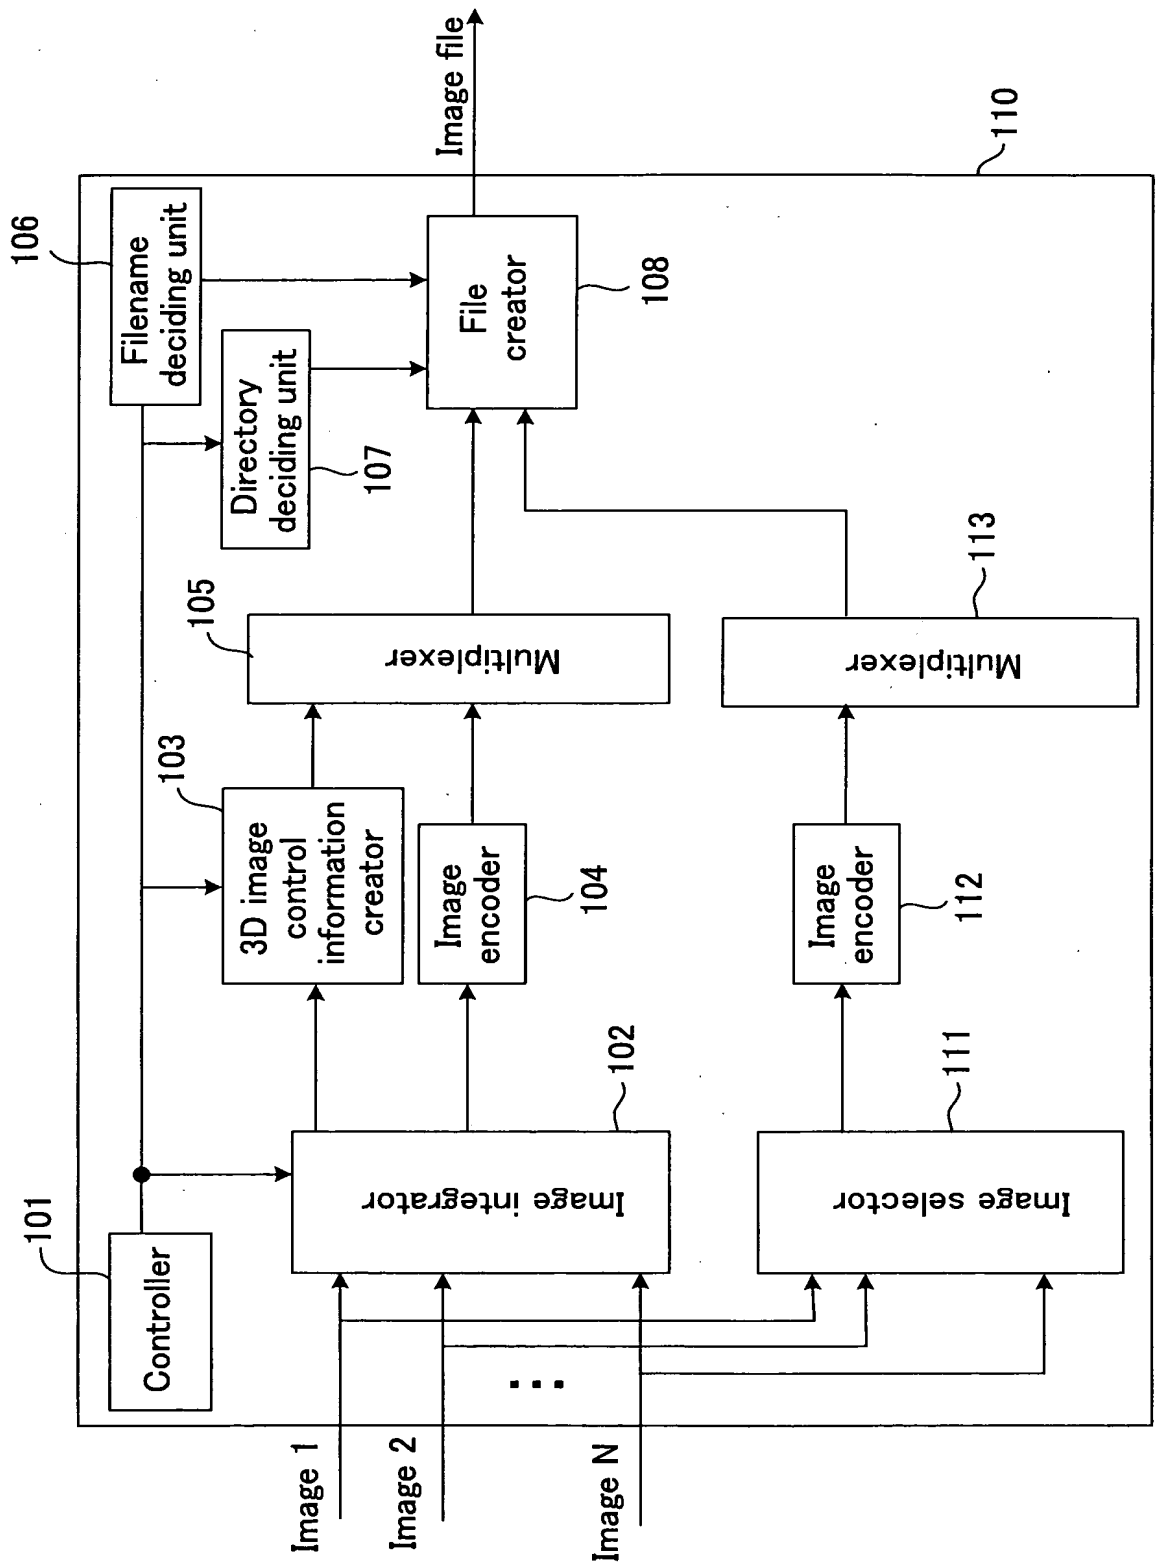 101
Controller
106
Filename
deciding unit
Directory
deciding unit
107
103
3D image
control
information
creator
105
Multiplexer
File
creator
108
Image file
Image 1
Image 2
Image N
Image integrator
102
Image
encoder
104
Image selector
111
Image
encoder
112
Multiplexer
113
110